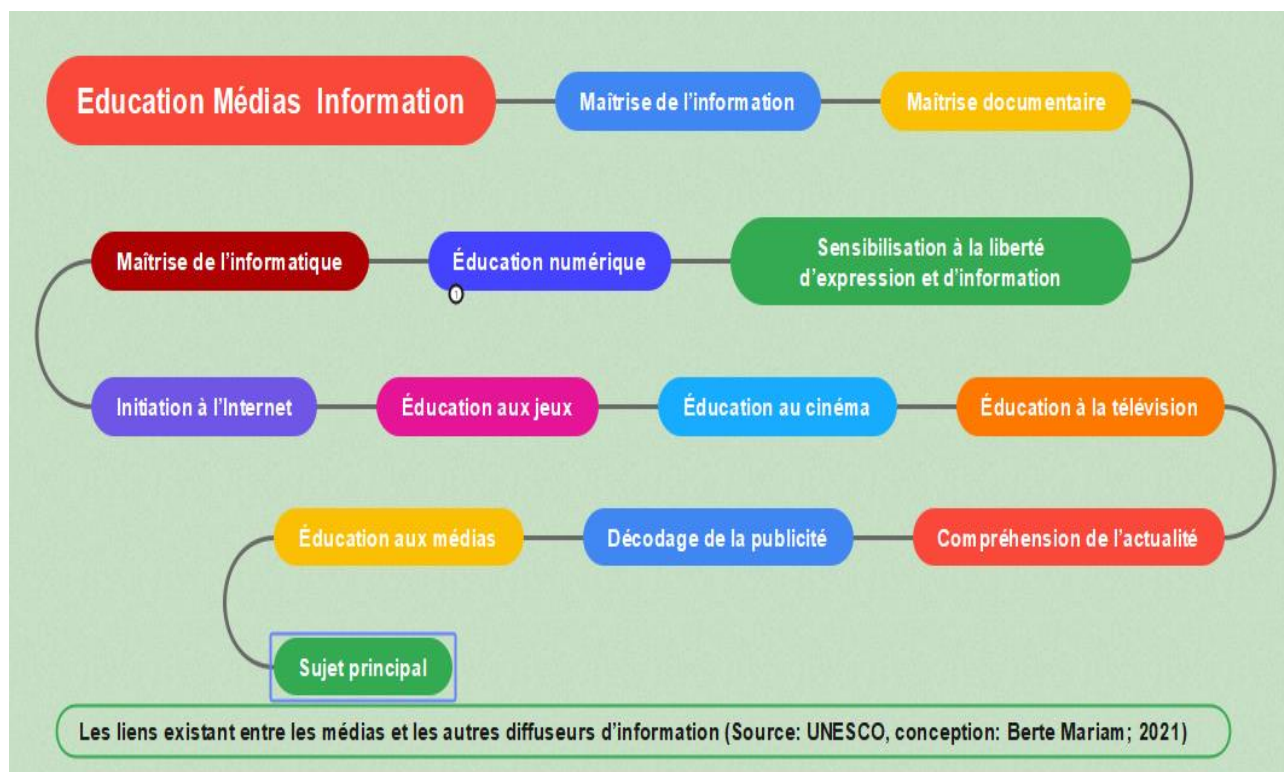 Education Médias Information
Maîtrise de l'information
Maîtrise documentaire
Sensibilisation à la liberté
d'expression et d'information
Éducation numérique
1
Maîtrise de l'informatique
Initiation à l'Internet
Éducation aux jeux
Éducation au cinéma
Éducation à la télévision
Compréhension de l'actualité
Décodage de la publicité
Éducation aux médias
Sujet principal
Les liens existant entre les médias et les autres diffuseurs d'information (Source: UNESCO, conception: Berte Mariam; 2021)